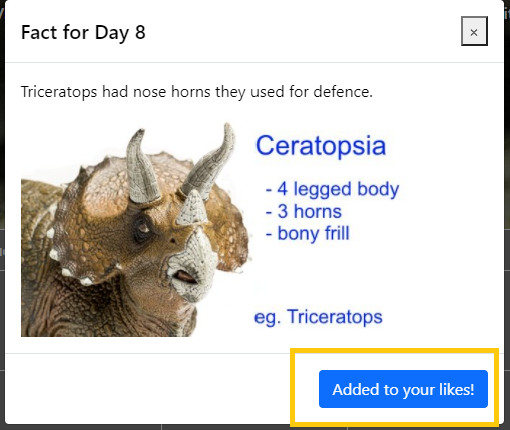 Fact for Day 8
×
Triceratops had nose horns they used for defence.
Ceratopsia
- 4 legged body
- 3 horns
- bony frill
eg. Triceratops
Added to your likes!